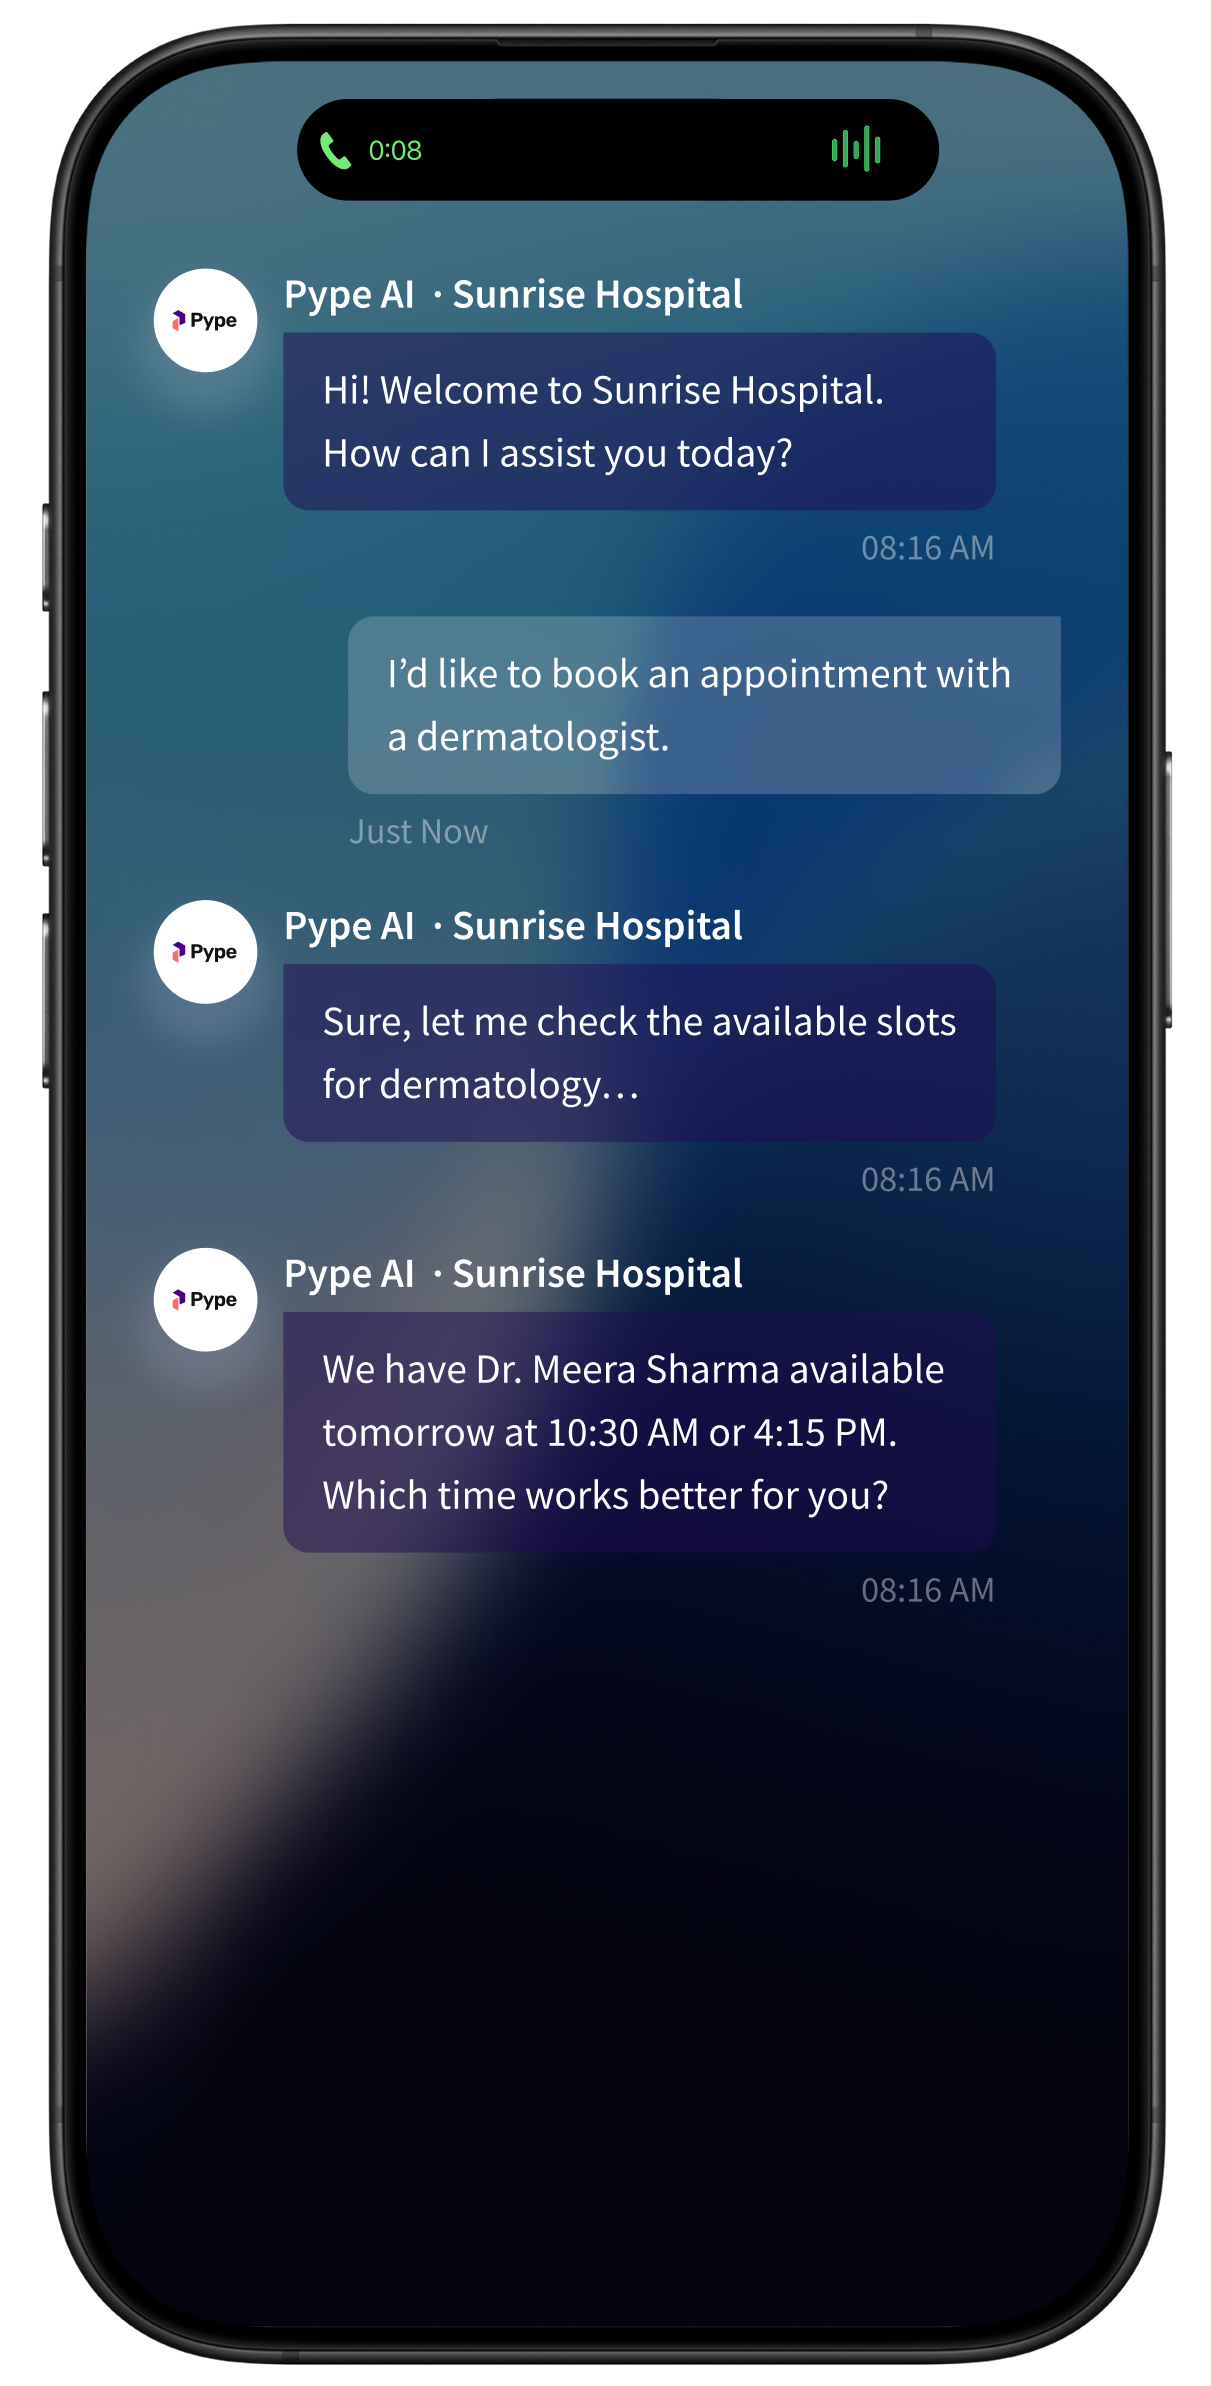 0:08
Pype
Pype AI · Sunrise Hospital
Hi! Welcome to Sunrise Hospital.
How can I assist you today?
08:16 AM
I’d like to book an appointment with
a dermatologist.
Just Now
Pype
Pype AI · Sunrise Hospital
Sure, let me check the available slots
for dermatology…
08:16 AM
Pype
Pype AI · Sunrise Hospital
We have Dr. Meera Sharma available
tomorrow at 10:30 AM or 4:15 PM.
Which time works better for you?
08:16 AM